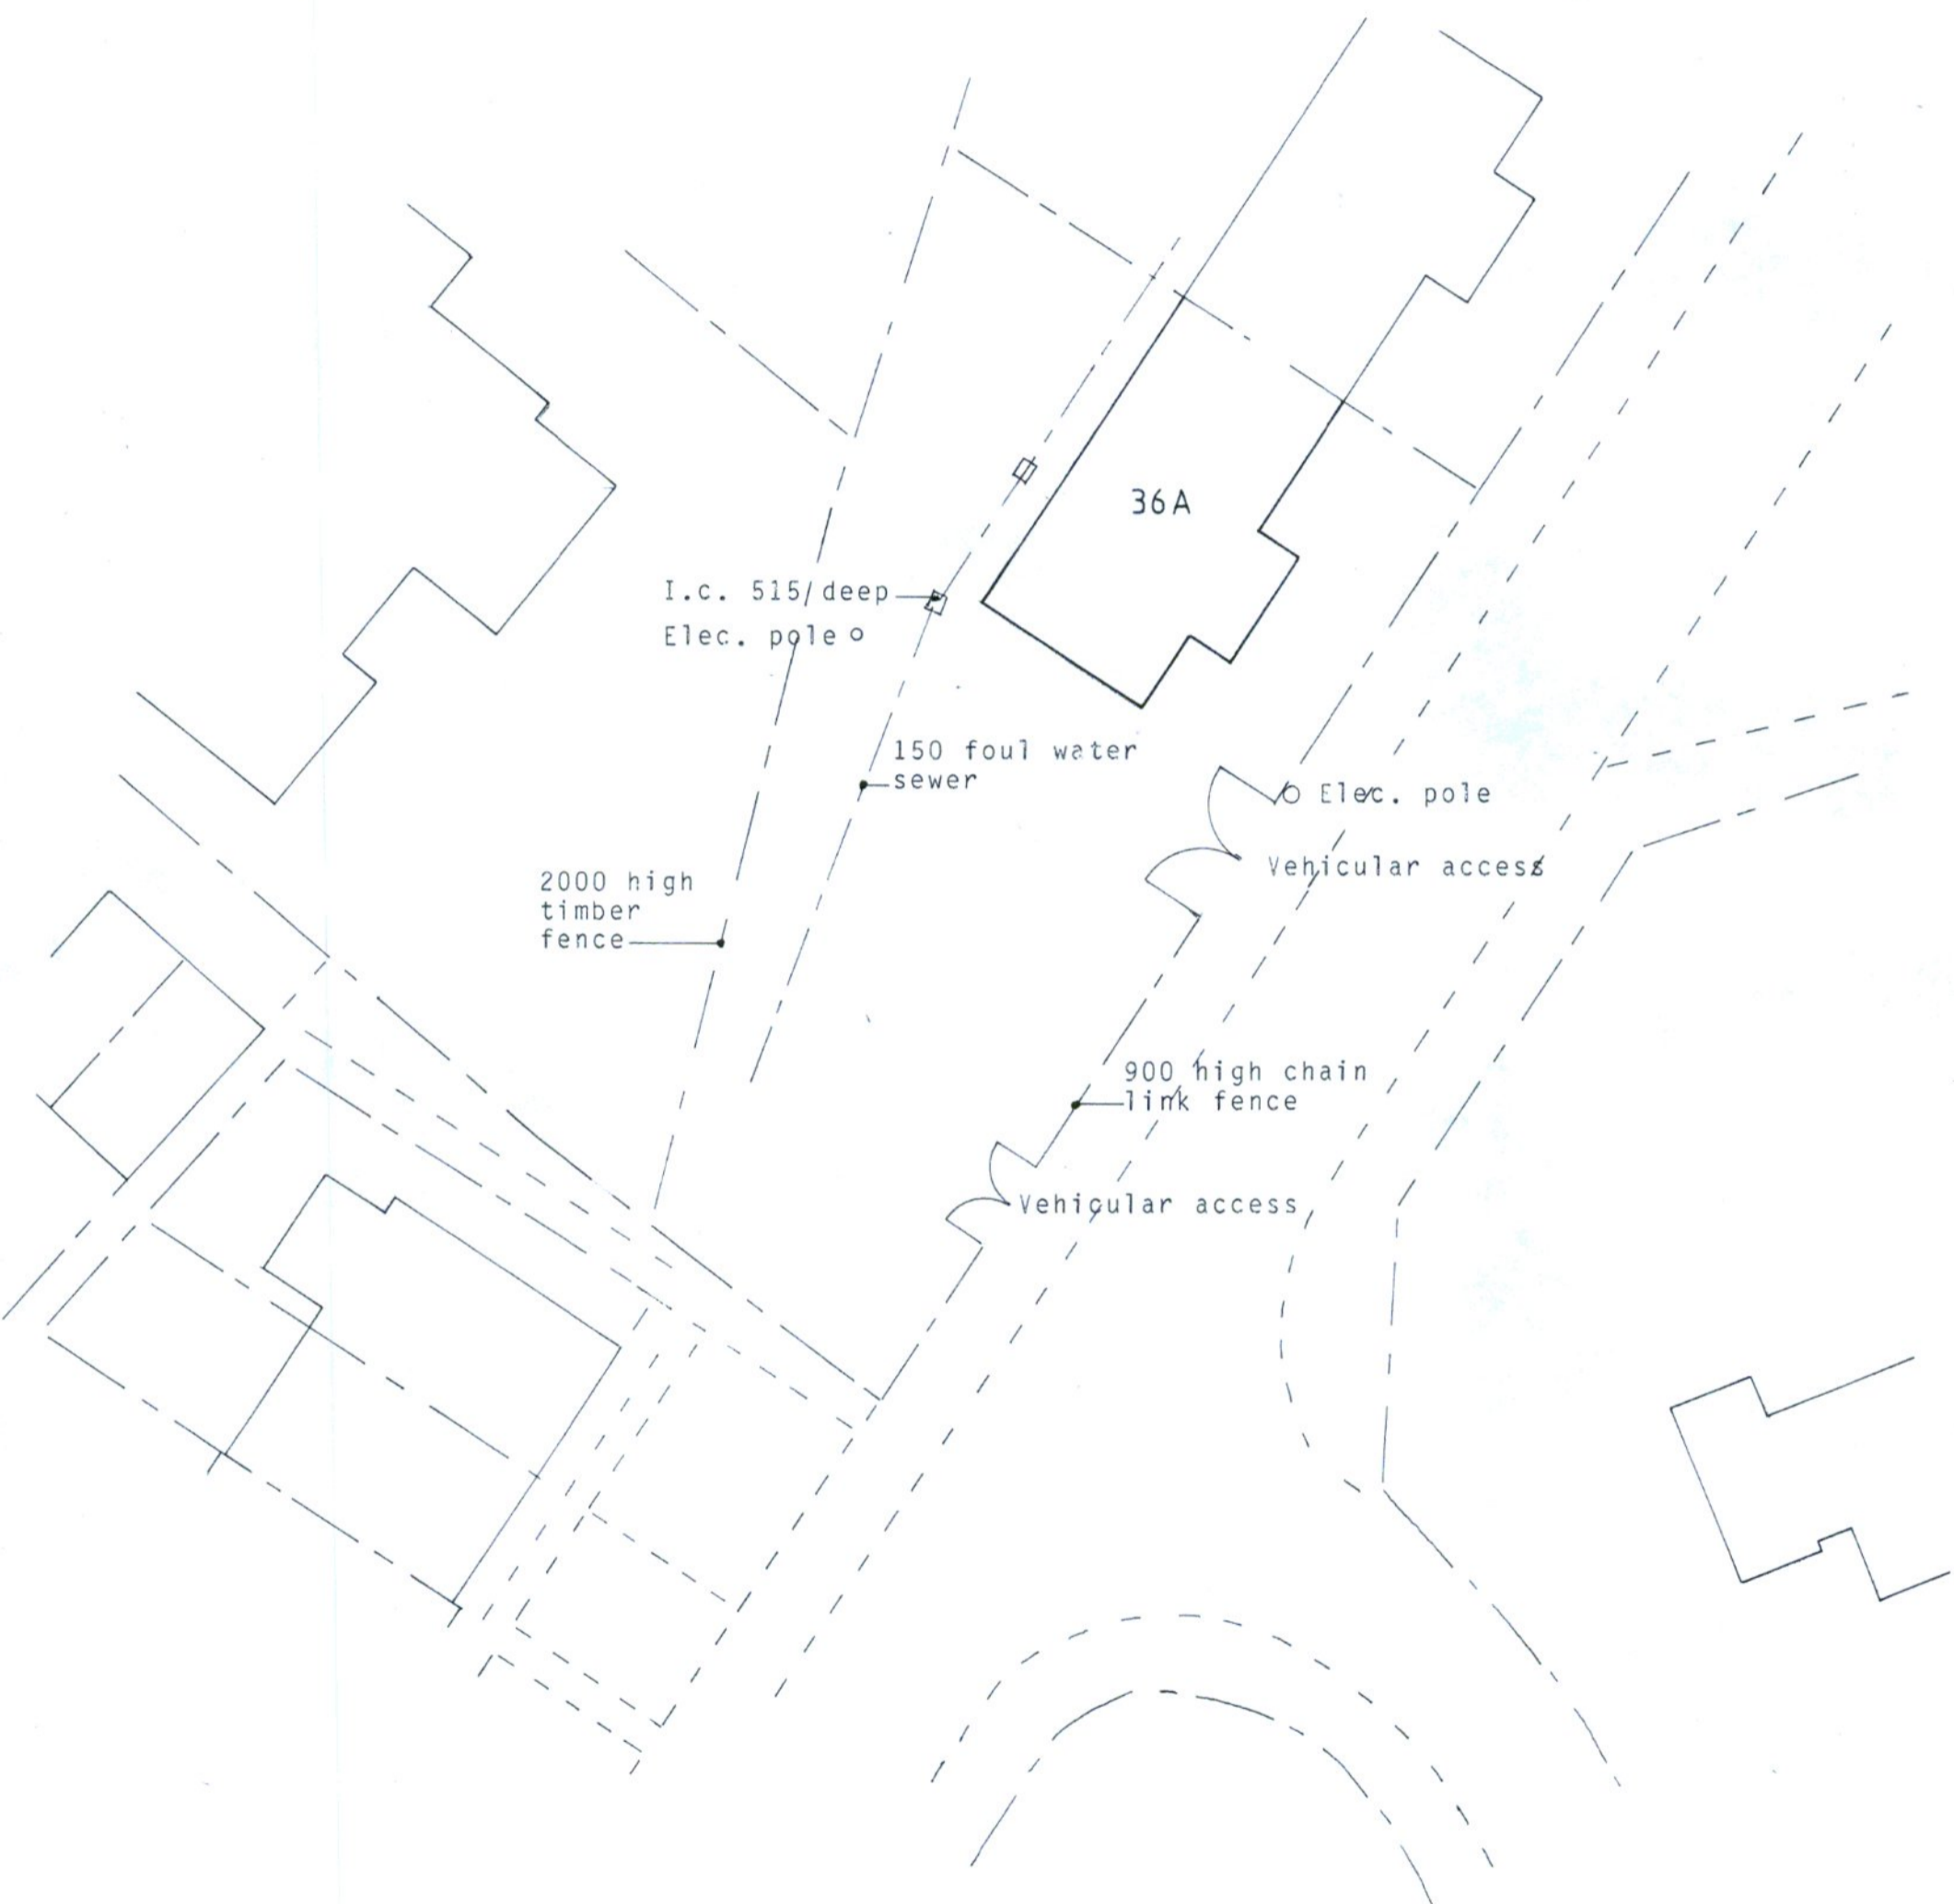 36A
I.c. 515/deep
Elec. pole
150 foul water
sewer
Elec. pole
Vehicular access
2000 high
timber
fence
900 high chain
link fence
Vehicular access